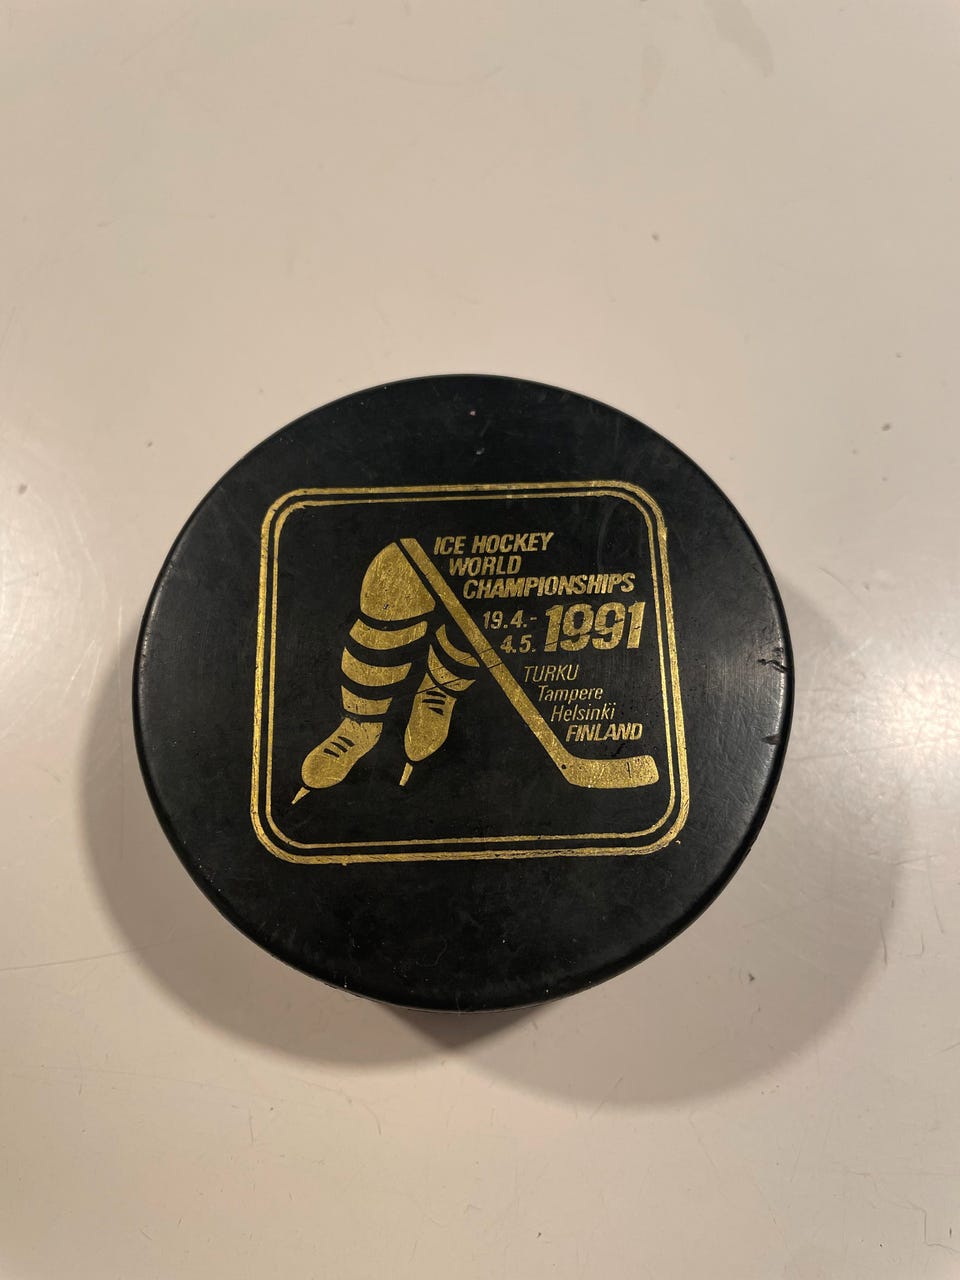 ICE HOCKEY
WORLD
CHAMPIONSHIPS
19.4.-
4.5. 1991
TURKU
Tampere
Helsinki
FINLAND